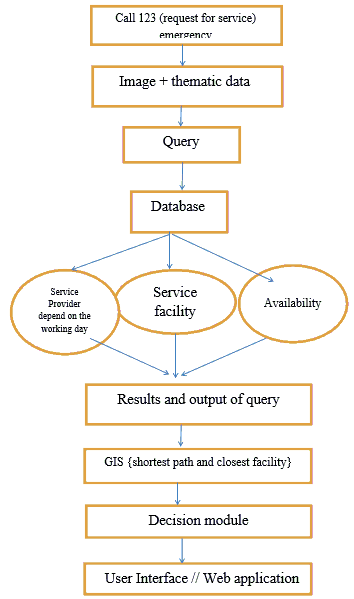 Call 123 (request for service)
emergency
Image + thematic data
Query
Database
Service
Provider
depend on the
working day
Service
facility
Availability
Results and output of query
GIS {shortest path and closest facility}
Decision module
User Interface // Web application